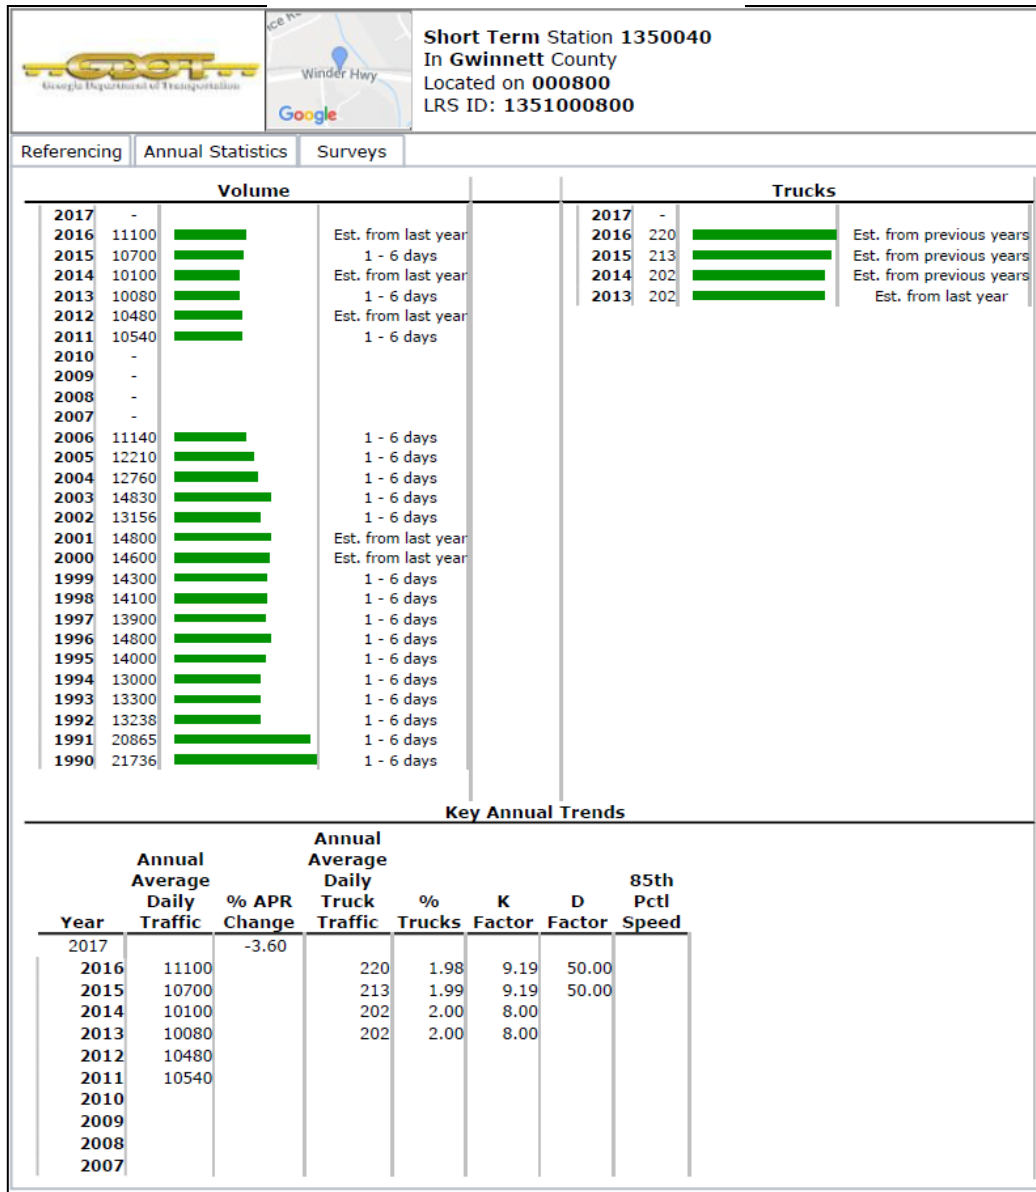 GDOT
Georgia Department of Transportation
Winder Hwy
Google
Short Term Station 1350040
In Gwinnett County
Located on 000800
LRS ID: 1351000800
Referencing Annual Statistics Surveys
Volume Trucks
2017 - 2017 -
2016 11100 Est. from last year 2016 220 Est. from previous years
2015 10700 1 - 6 days 2015 213 Est. from previous years
2014 10100 Est. from last year 2014 202 Est. from previous years
2013 10080 1 - 6 days 2013 202 Est. from last year
2012 10480 Est. from last year
2011 10540 1 - 6 days
2010 -
2009 -
2008 -
2007 -
2006 11140 1 - 6 days
2005 12210 1 - 6 days
2004 12760 1 - 6 days
2003 14830 1 - 6 days
2002 13156 1 - 6 days
2001 14800 Est. from last year
2000 14600 Est. from last year
1999 14300 1 - 6 days
1998 14100 1 - 6 days
1997 13900 1 - 6 days
1996 14800 1 - 6 days
1995 14000 1 - 6 days
1994 13000 1 - 6 days
1993 13300 1 - 6 days
1992 13238 1 - 6 days
1991 20865 1 - 6 days
1990 21736 1 - 6 days
Key Annual Trends
Year Annual Average Daily Traffic % APR Change Annual Average Daily Truck Traffic % Trucks K Factor D Factor 85th Pctl Speed
2017 -3.60
2016 11100 220 1.98 9.19 50.00
2015 10700 213 1.99 9.19 50.00
2014 10100 202 2.00 8.00
2013 10080 202 2.00 8.00
2012 10480
2011 10540
2010
2009
2008
2007